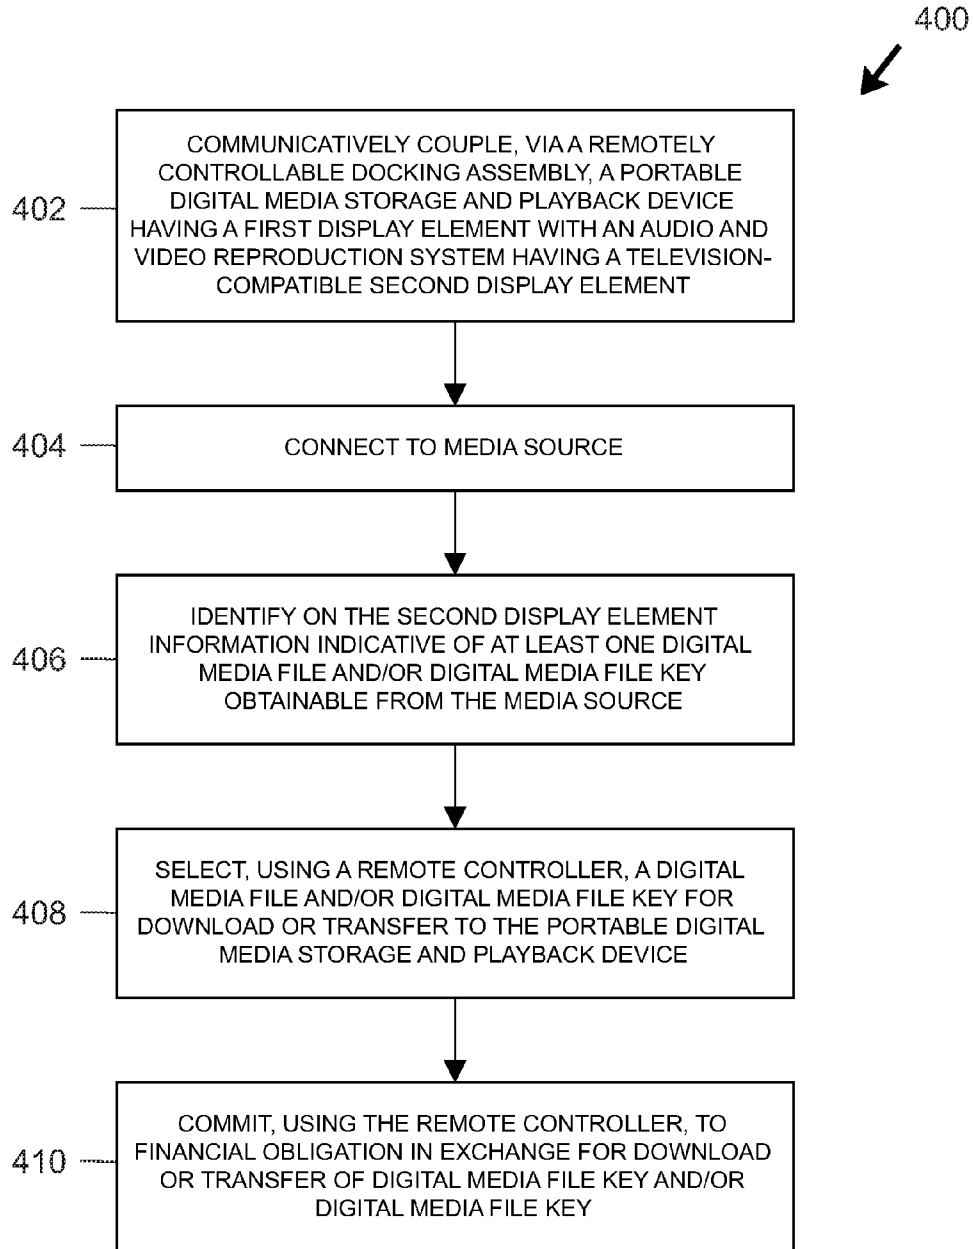 400
402
COMMUNICATIVELY COUPLE, VIA A REMOTELY
CONTROLLABLE DOCKING ASSEMBLY, A PORTABLE
DIGITAL MEDIA STORAGE AND PLAYBACK DEVICE
HAVING A FIRST DISPLAY ELEMENT WITH AN AUDIO AND
VIDEO REPRODUCTION SYSTEM HAVING A TELEVISION-
COMPATIBLE SECOND DISPLAY ELEMENT
404
CONNECT TO MEDIA SOURCE
406
IDENTIFY ON THE SECOND DISPLAY ELEMENT
INFORMATION INDICATIVE OF AT LEAST ONE DIGITAL
MEDIA FILE AND/OR DIGITAL MEDIA FILE KEY
OBTAINABLE FROM THE MEDIA SOURCE
408
SELECT, USING A REMOTE CONTROLLER, A DIGITAL
MEDIA FILE AND/OR DIGITAL MEDIA FILE KEY FOR
DOWNLOAD OR TRANSFER TO THE PORTABLE DIGITAL
MEDIA STORAGE AND PLAYBACK DEVICE
410
COMMIT, USING THE REMOTE CONTROLLER, TO
FINANCIAL OBLIGATION IN EXCHANGE FOR DOWNLOAD
OR TRANSFER OF DIGITAL MEDIA FILE KEY AND/OR
DIGITAL MEDIA FILE KEY